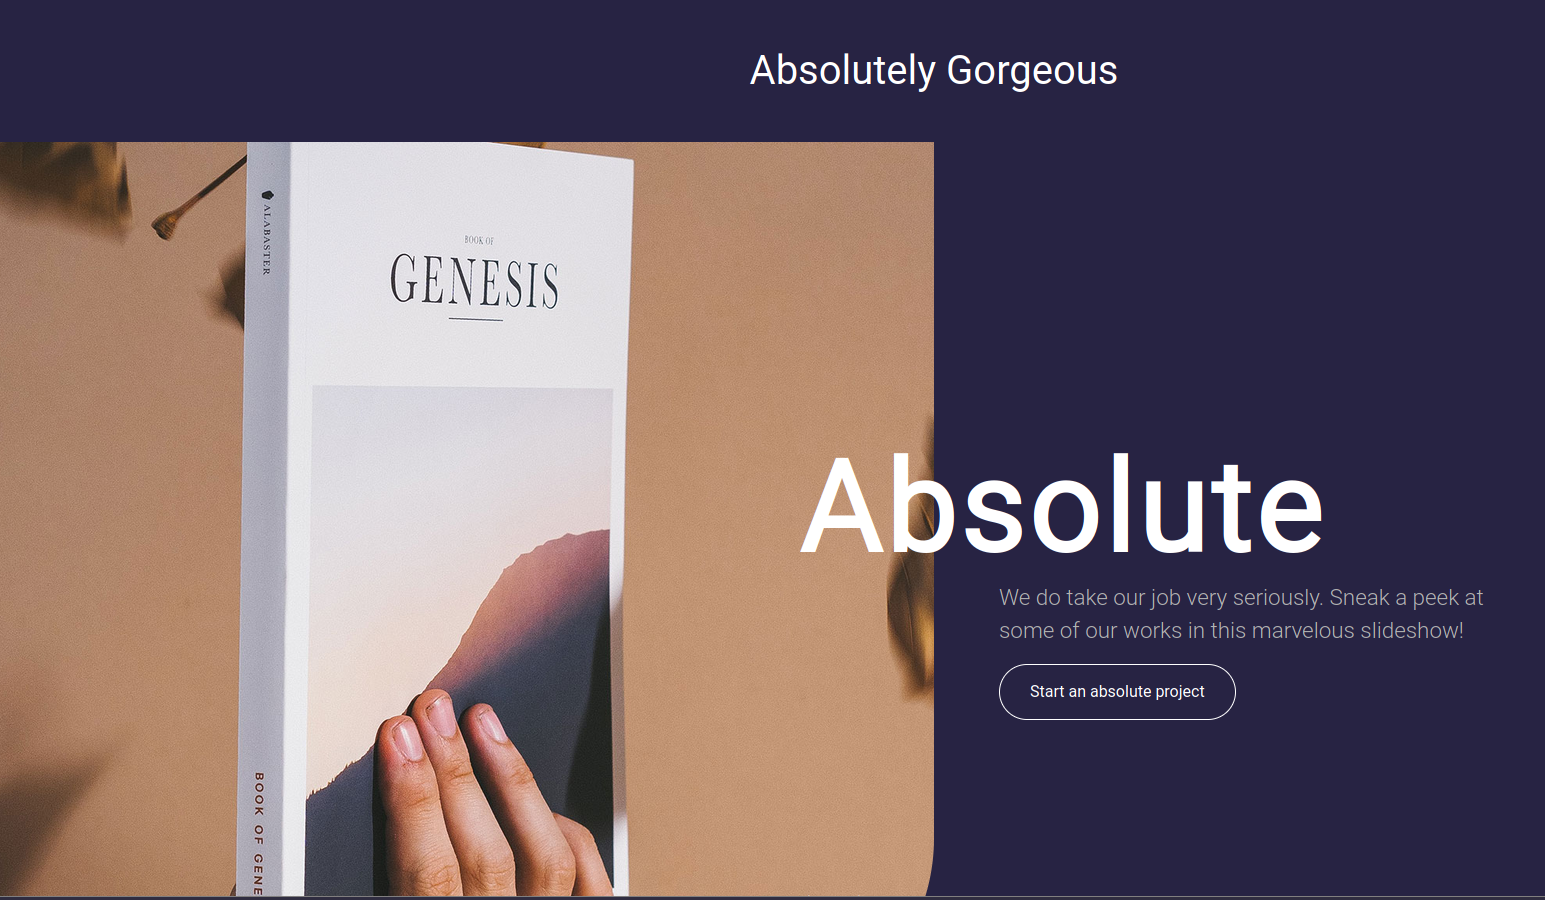 Absolutely Gorgeous
ALABASTER
BOOK OF
GENESIS
BOOK OF GENE
Absolute
We do take our job very seriously. Sneak a peek at
some of our works in this marvelous slideshow!
Start an absolute project